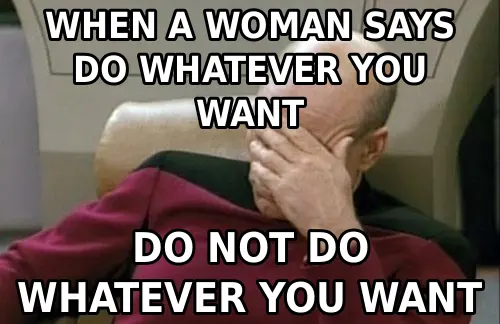 WHEN A WOMAN SAYS
DO WHATEVER YOU
WANT
DO NOT DO
WHATEVER YOU WANT